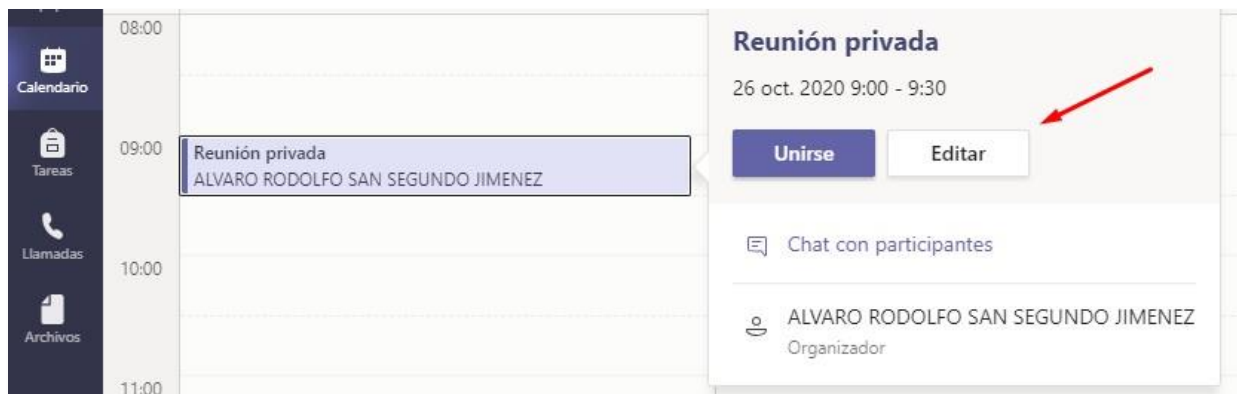 Calendario
Tareas
Llamadas
Archivos
08:00
09:00
10:00
11:00
Reunión privada
ALVARO RODOLFO SAN SEGUNDO JIMENEZ
Reunión privada
26 oct. 2020 9:00 - 9:30
Unirse Editar
Chat con participantes
ALVARO RODOLFO SAN SEGUNDO JIMENEZ
Organizador